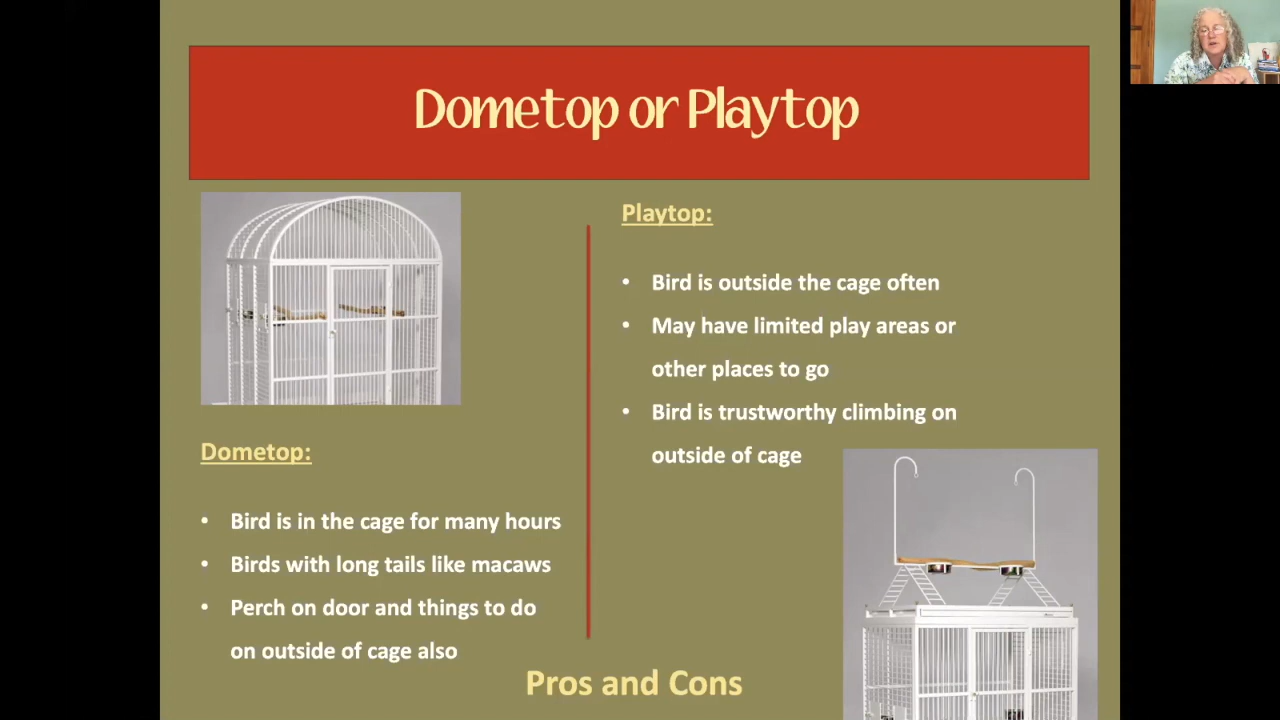 Dometop or Playtop
Playtop:
• Bird is outside the cage often
• May have limited play areas or
other places to go
• Bird is trustworthy climbing on
outside of cage
Dometop:
• Bird is in the cage for many hours
• Birds with long tails like macaws
• Perch on door and things to do
on outside of cage also
Pros and Cons